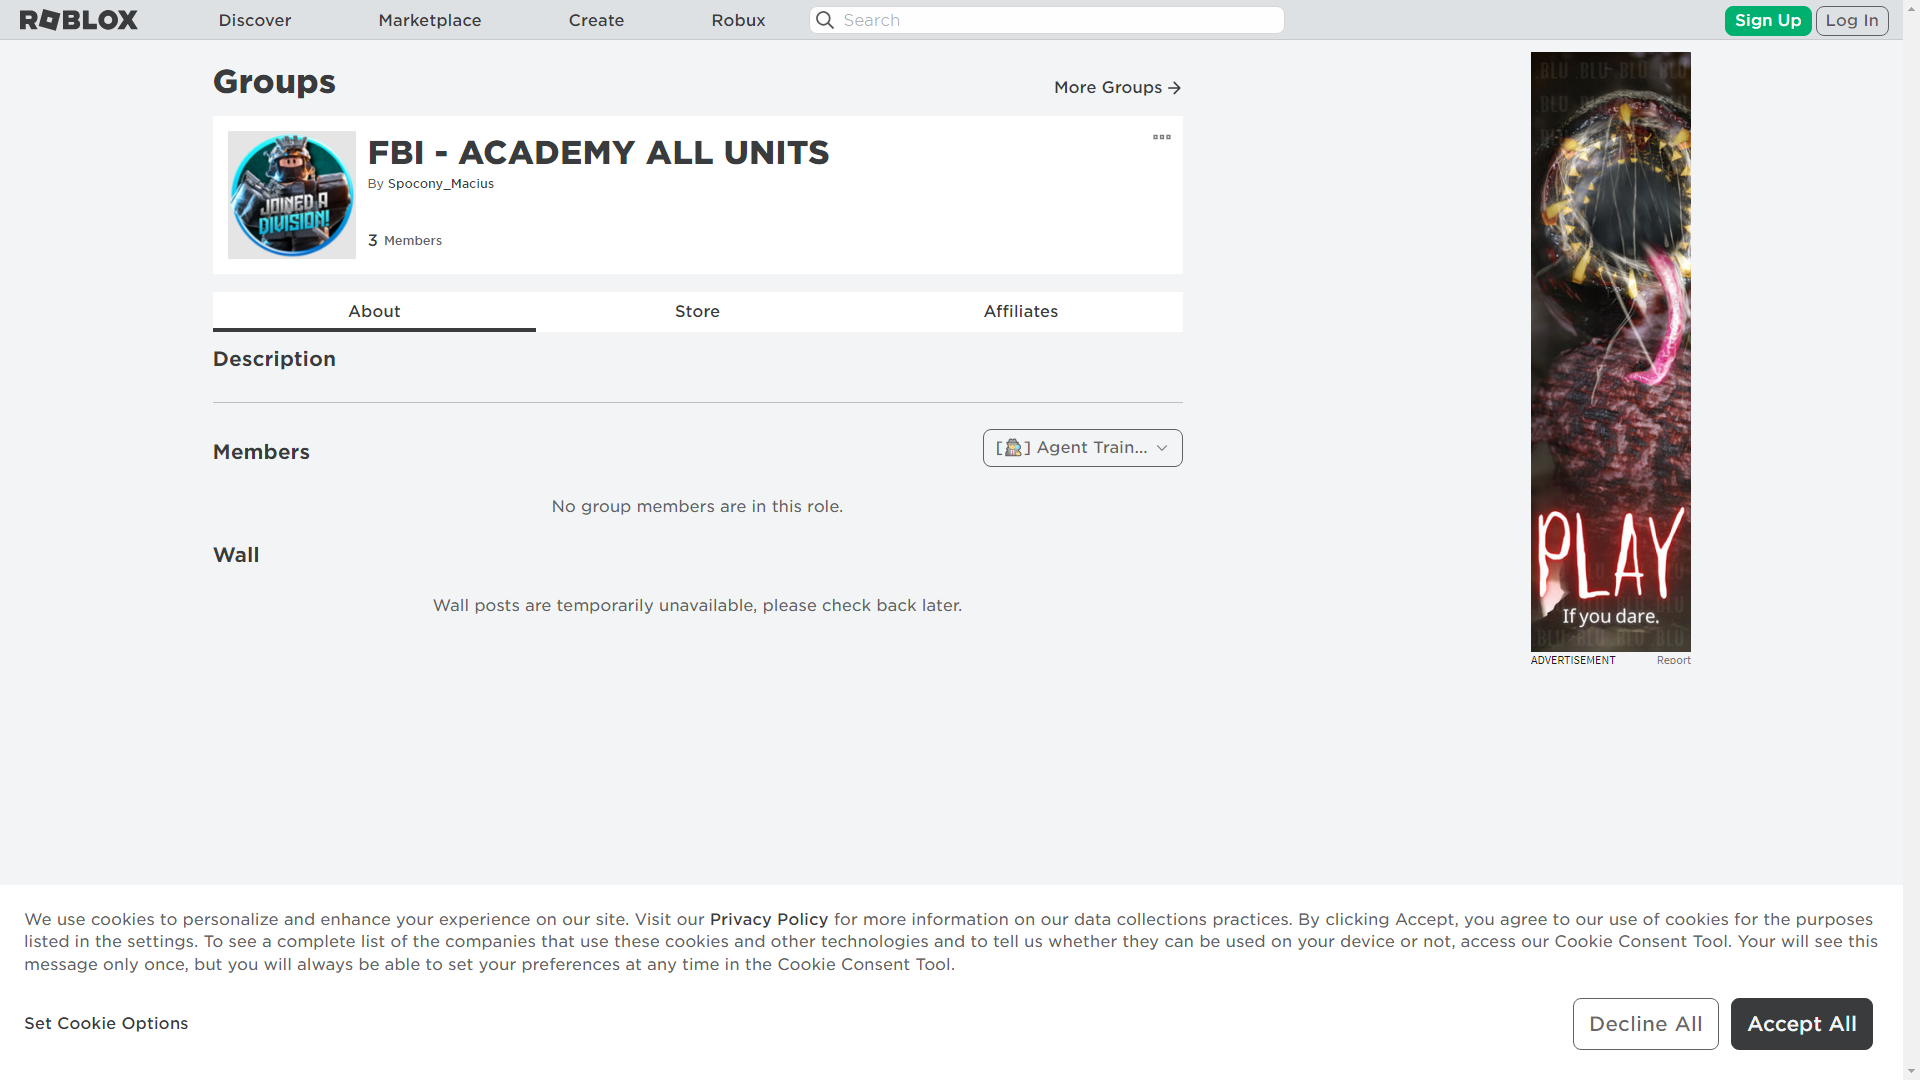 ROBLOX
Discover
Marketplace
Create
Robux
Search
Sign Up
Log In
Groups
More Groups
FBI - ACADEMY ALL UNITS
By Spocony_Macius
3 Members
JOINED A
DIVISION!
About
Store
Affiliates
Description
Members
[🕵] Agent Train...
No group members are in this role.
Wall
Wall posts are temporarily unavailable, please check back later.
PLAY
If you dare.
ADVERTISEMENT
Report
We use cookies to personalize and enhance your experience on our site. Visit our Privacy Policy for more information on our data collections practices. By clicking Accept, you agree to our use of cookies for the purposes
listed in the settings. To see a complete list of the companies that use these cookies and other technologies and to tell us whether they can be used on your device or not, access our Cookie Consent Tool. Your will see this
message only once, but you will always be able to set your preferences at any time in the Cookie Consent Tool.
Set Cookie Options
Decline All
Accept All